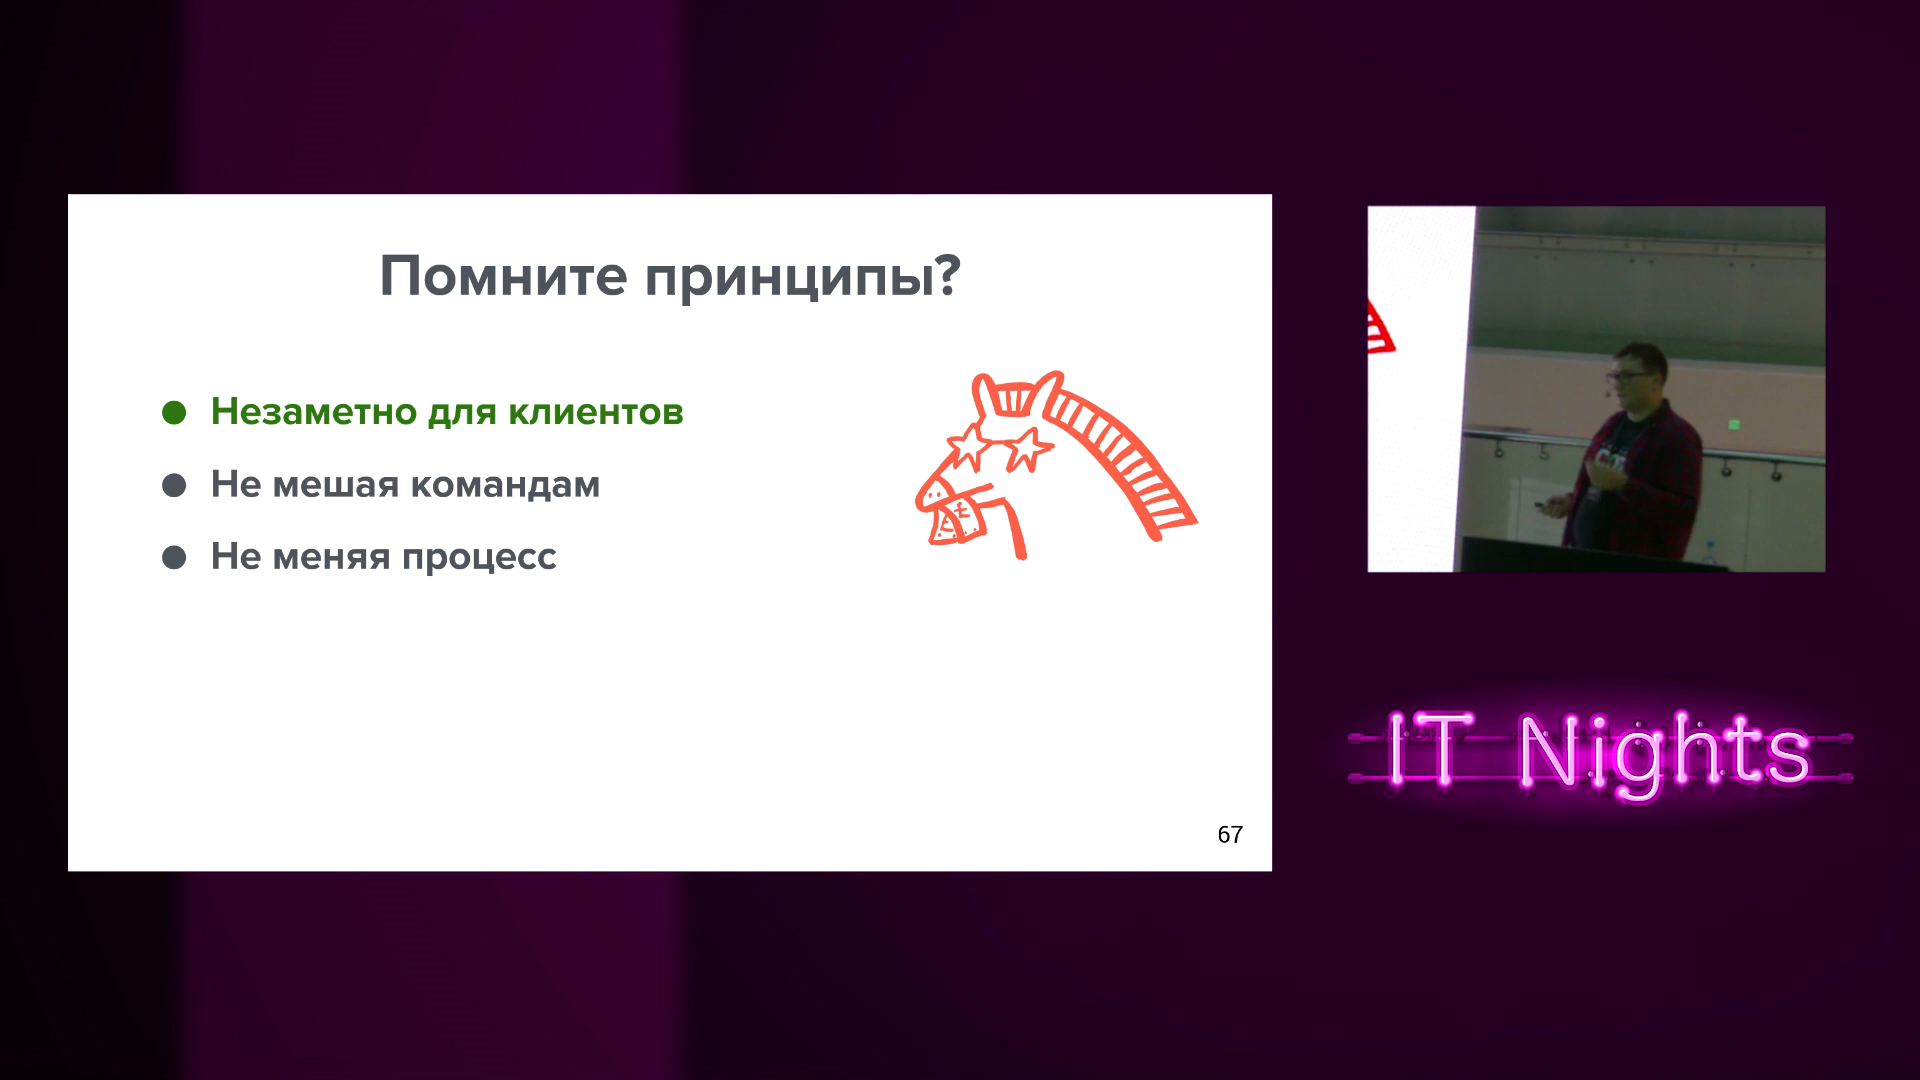 Помните принципы?
Незаметно для клиентов
Не мешая командам
Не меняя процесс
67
IT Nights